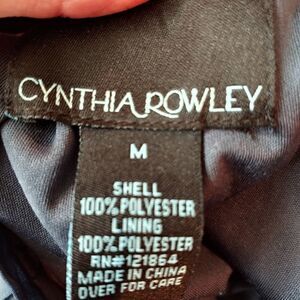 CYNTHIA ROWLEY
M
SHELL
100% POLYESTER
LINING
100% POLYESTER
RN#121864
MADE IN CHINA
OVER FOR CARE